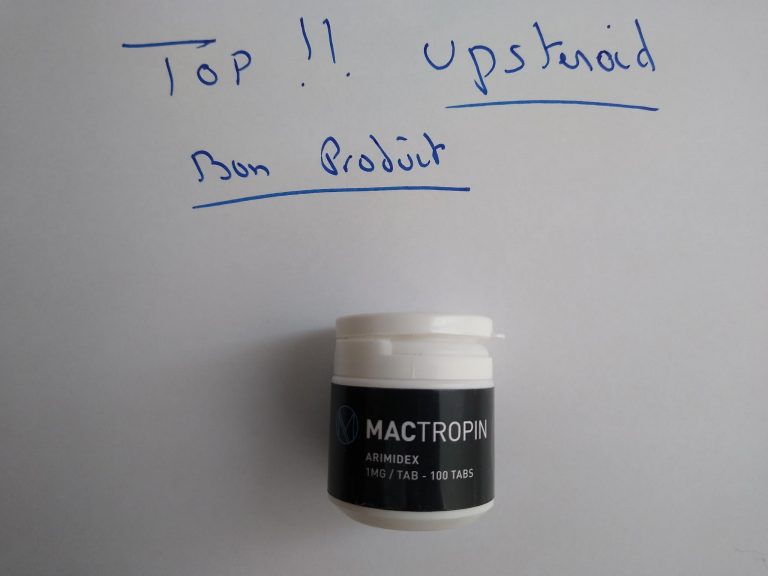 TOP !! upsteroid
Bon Produit
MACTROPIN
ARIMIDEX
1MG / TAB - 100 TABS